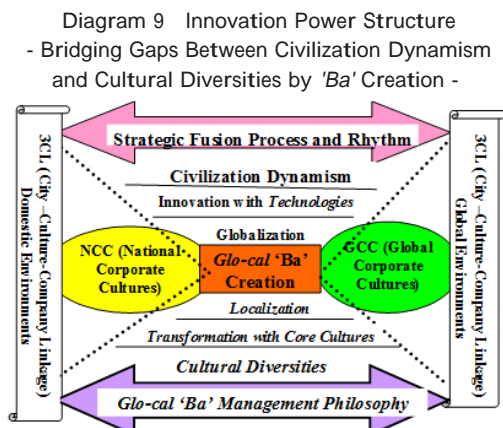 Diagram 9 Innovation Power Structure
- Bridging Gaps Between Civilization Dynamism
and Cultural Diversities by 'Ba' Creation -
3CL (City –Culture-Company Linkage)
Domestic Environments
Strategic Fusion Process and Rhythm
Civilization Dynamism
Innovation with Technologies
Globalization
NCC (National
Corporate
Cultures)
Glo-cal 'Ba'
Creation
GCC (Global
Corporate
Cultures)
Localization
Transformation with Core Cultures
Cultural Diversities
Glo-cal 'Ba' Management Philosophy
3CL (City –Culture-Company Linkage)
Global Environments